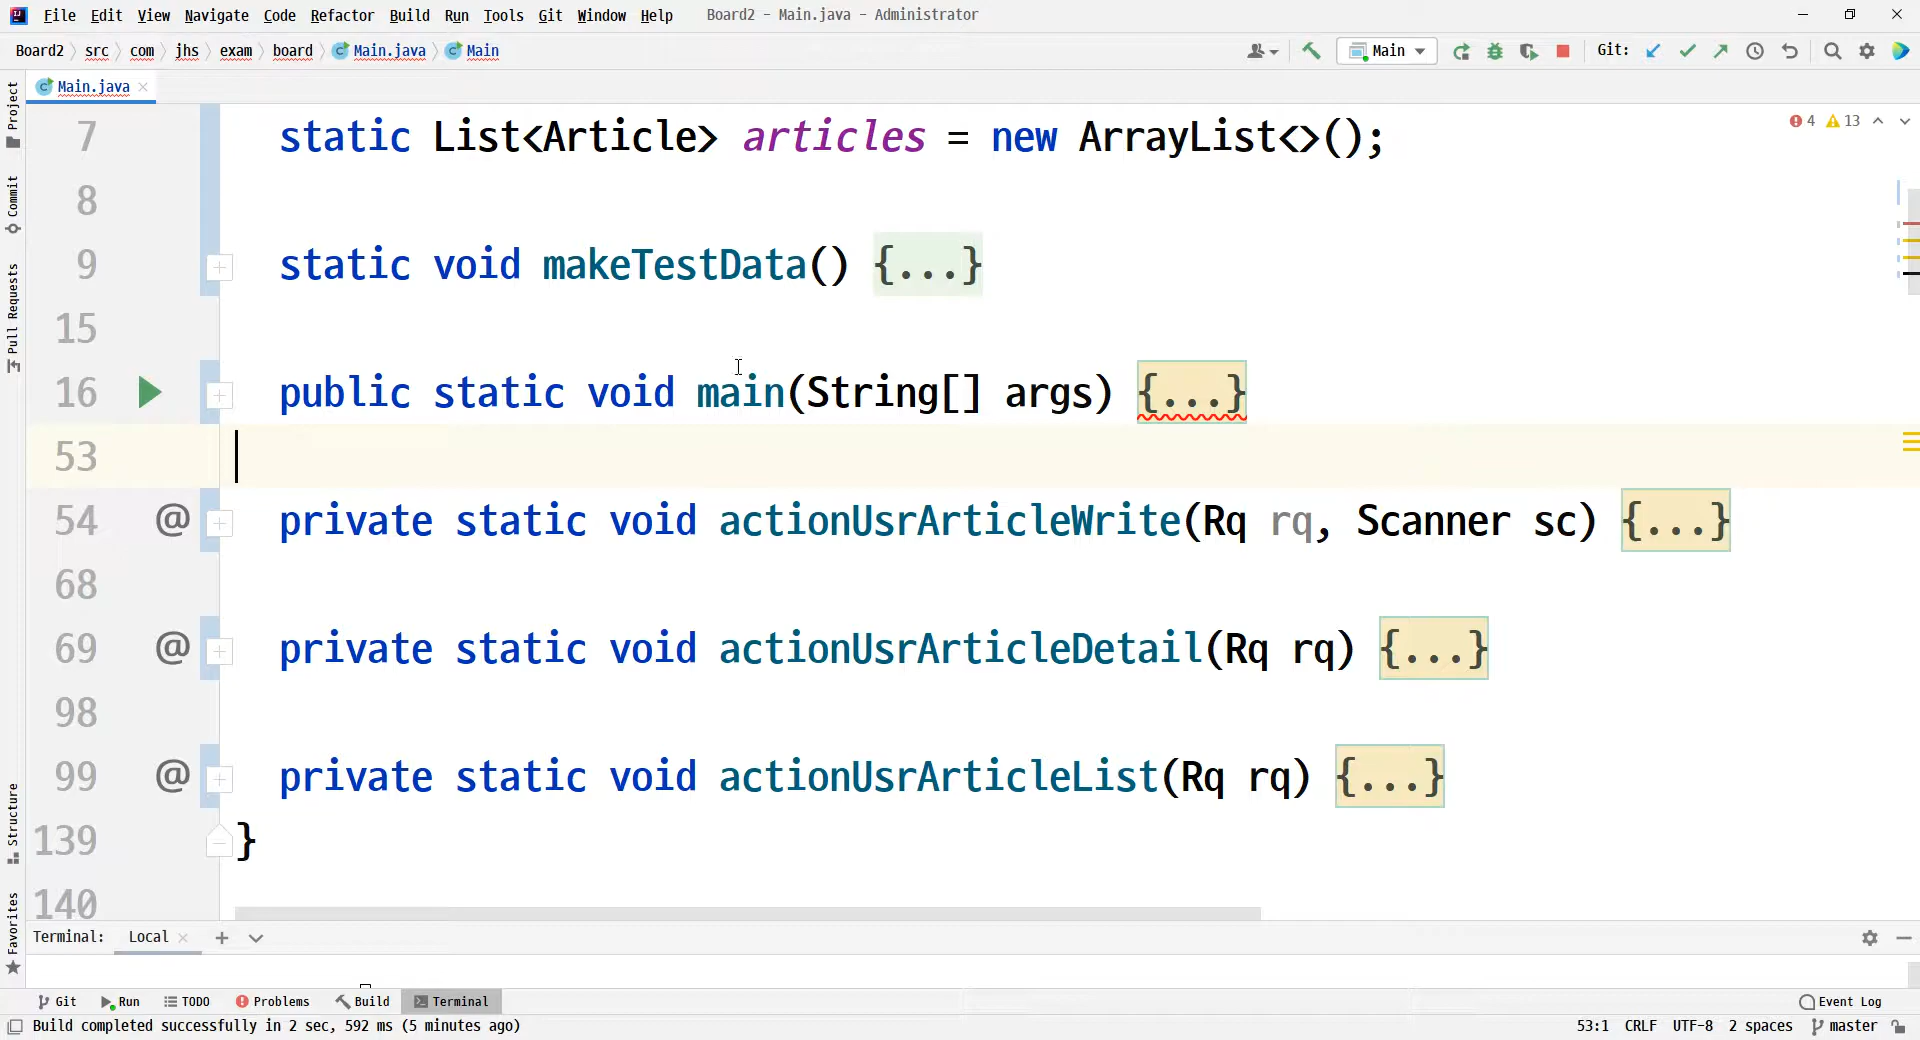 File Edit View Navigate Code Refactor Build Run Tools Git Window Help Board2 - Main.java - Administrator
Board2 src com jhs exam board Main.java Main Main Git:
Main.java
Project
Commit
Pull Requests
Structure
Favorites
4 13
7 static List<Article> articles = new ArrayList<>();
8
9 static void makeTestData() {...}
15
16 public static void main(String[] args) {...}
53
54 @ private static void actionUsrArticleWrite(Rq rq, Scanner sc) {...}
68
69 @ private static void actionUsrArticleDetail(Rq rq) {...}
98
99 @ private static void actionUsrArticleList(Rq rq) {...}
139 }
140
Terminal: Local
Git Run TODO Problems Build Terminal Event Log
Build completed successfully in 2 sec, 592 ms (5 minutes ago) 53:1 CRLF UTF-8 2 spaces master